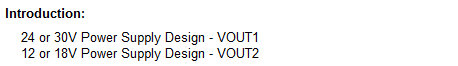 Introduction:
24 or 30V Power Supply Design - VOUT1
12 or 18V Power Supply Design - VOUT2